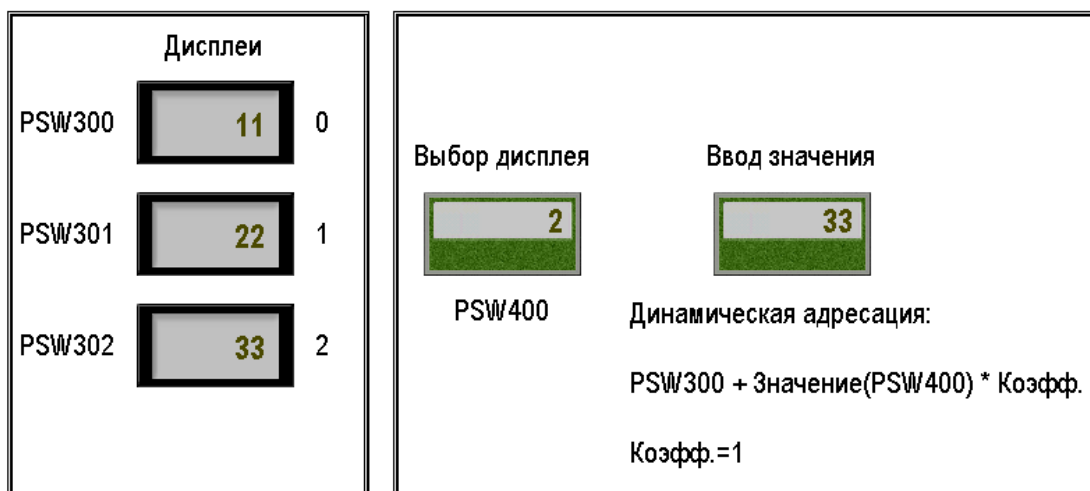 Дисплеи
PSW300 11 0
PSW301 22 1
PSW302 33 2
Выбор дисплея Ввод значения
2 33
PSW400
Динамическая адресация:
PSW300 + Значение(PSW400) * Коэфф.
Коэфф.=1